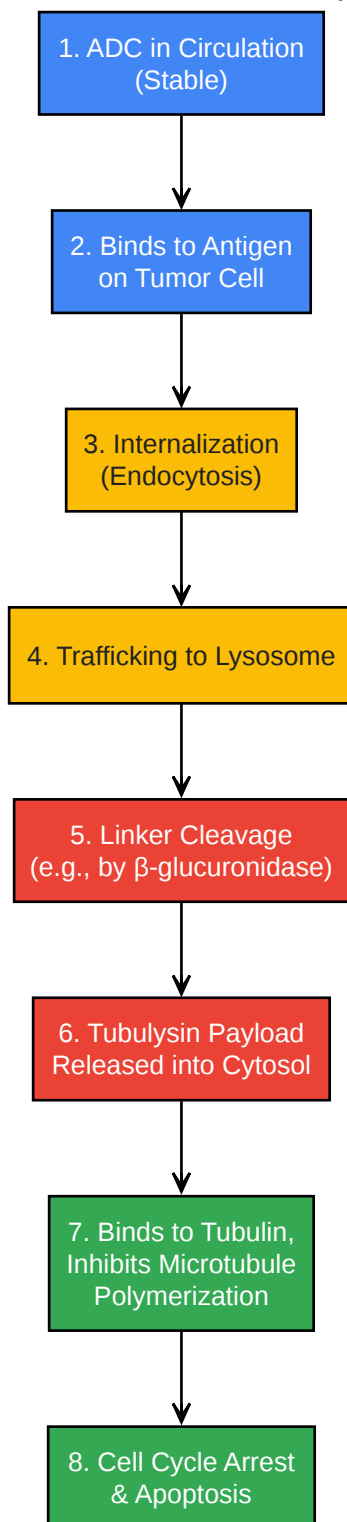 1. ADC in Circulation
(Stable)
2. Binds to Antigen
on Tumor Cell
3. Internalization
(Endocytosis)
4. Trafficking to Lysosome
5. Linker Cleavage
(e.g., by β-glucuronidase)
6. Tubulysin Payload
Released into Cytosol
7. Binds to Tubulin,
Inhibits Microtubule
Polymerization
8. Cell Cycle Arrest
& Apoptosis